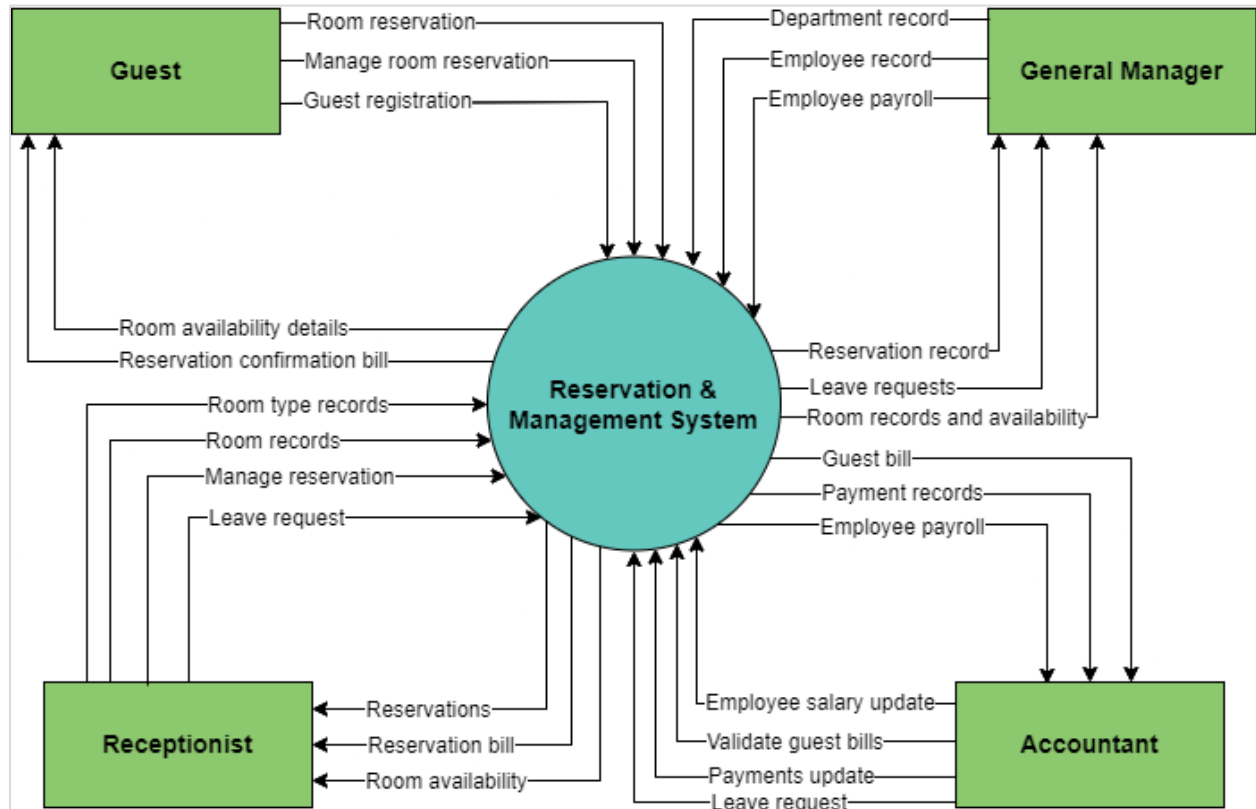 Room reservation
Manage room reservation
Guest registration
Guest
Department record
Employee record
Employee payroll
General Manager
Room availability details
Reservation confirmation bill
Reservation &
Management System
Reservation record
Leave requests
Room records and availability
Room type records
Room records
Manage reservation
Leave request
Guest bill
Payment records
Employee payroll
Receptionist
Reservations
Reservation bill
Room availability
Employee salary update
Validate guest bills
Payments update
Leave request
Accountant